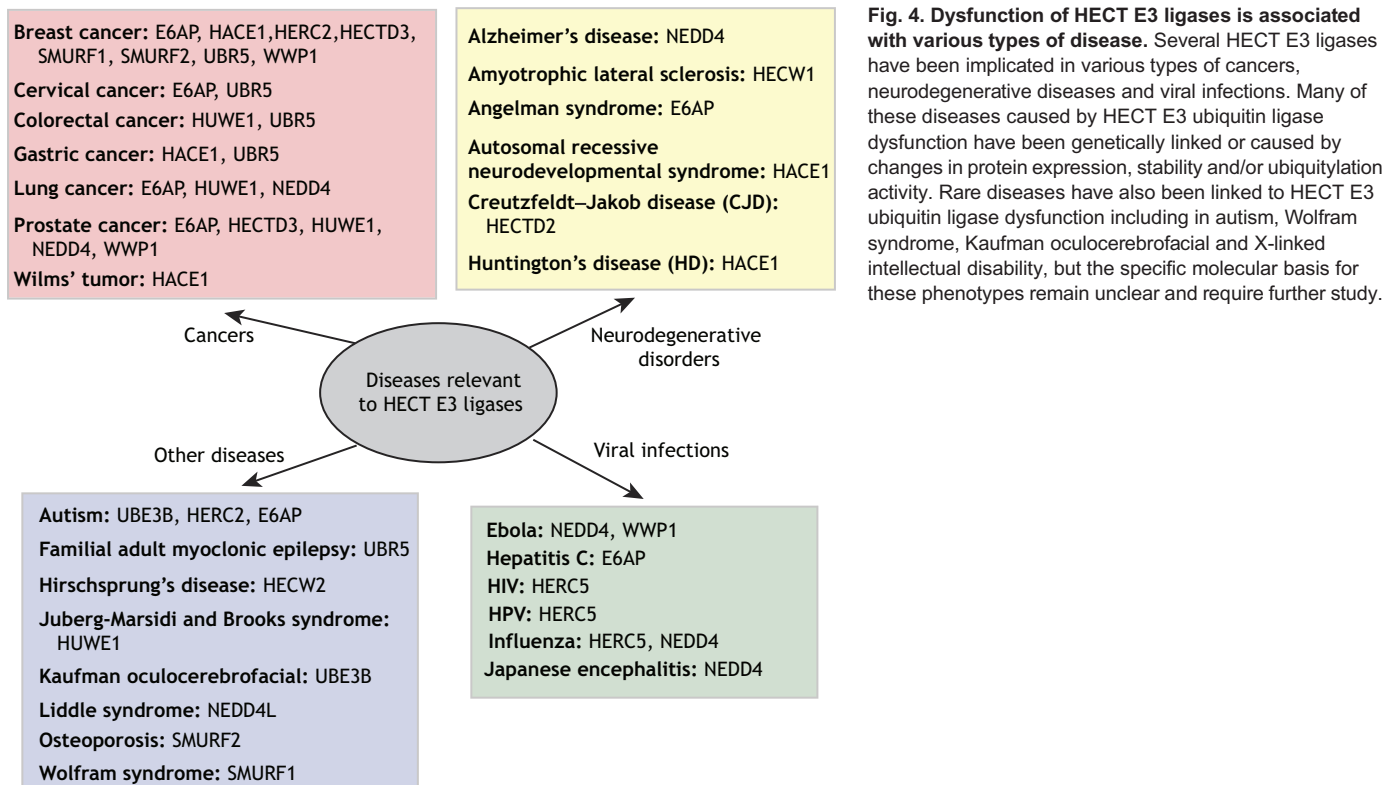 Breast cancer: E6AP, HACE1,HERC2,HECTD3,
SMURF1, SMURF2, UBR5, WWP1
Cervical cancer: E6AP, UBR5
Colorectal cancer: HUWE1, UBR5
Gastric cancer: HACE1, UBR5
Lung cancer: E6AP, HUWE1, NEDD4
Prostate cancer: E6AP, HECTD3, HUWE1,
NEDD4, WWP1
Wilms’ tumor: HACE1
Alzheimer’s disease: NEDD4
Amyotrophic lateral sclerosis: HECW1
Angelman syndrome: E6AP
Autosomal recessive
neurodevelopmental syndrome: HACE1
Creutzfeldt–Jakob disease (CJD):
HECTD2
Huntington’s disease (HD): HACE1
Cancers
Neurodegenerative
disorders
Diseases relevant
to HECT E3 ligases
Other diseases
Viral infections
Autism: UBE3B, HERC2, E6AP
Familial adult myoclonic epilepsy: UBR5
Hirschsprung’s disease: HECW2
Juberg-Marsidi and Brooks syndrome:
HUWE1
Kaufman oculocerebrofacial: UBE3B
Liddle syndrome: NEDD4L
Osteoporosis: SMURF2
Wolfram syndrome: SMURF1
Ebola: NEDD4, WWP1
Hepatitis C: E6AP
HIV: HERC5
HPV: HERC5
Influenza: HERC5, NEDD4
Japanese encephalitis: NEDD4
Fig. 4. Dysfunction of HECT E3 ligases is associated
with various types of disease. Several HECT E3 ligases
have been implicated in various types of cancers,
neurodegenerative diseases and viral infections. Many of
these diseases caused by HECT E3 ubiquitin ligase
dysfunction have been genetically linked or caused by
changes in protein expression, stability and/or ubiquitylation
activity. Rare diseases have also been linked to HECT E3
ubiquitin ligase dysfunction including in autism, Wolfram
syndrome, Kaufman oculocerebrofacial and X-linked
intellectual disability, but the specific molecular basis for
these phenotypes remain unclear and require further study.